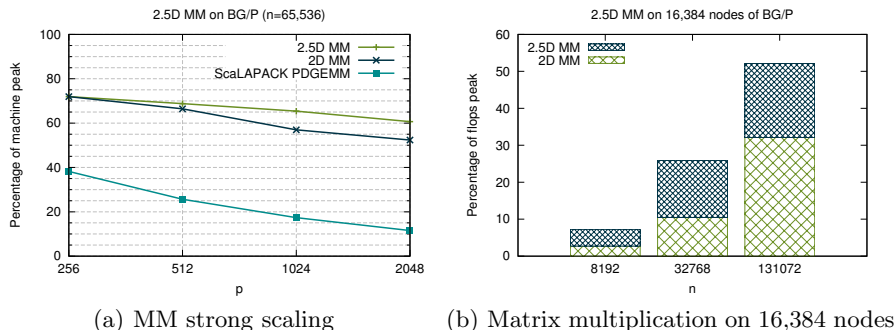 2.5D MM on BG/P (n=65,536)
Percentage of machine peak
100
80
60
40
20
0
256
512
1024
2048
p
2.5D MM
2D MM
ScaLAPACK PDGEMM
(a) MM strong scaling
2.5D MM on 16,384 nodes of BG/P
Percentage of flops peak
60
50
40
30
20
10
0
8192
32768
131072
n
2.5D MM
2D MM
(b) Matrix multiplication on 16,384 nodes